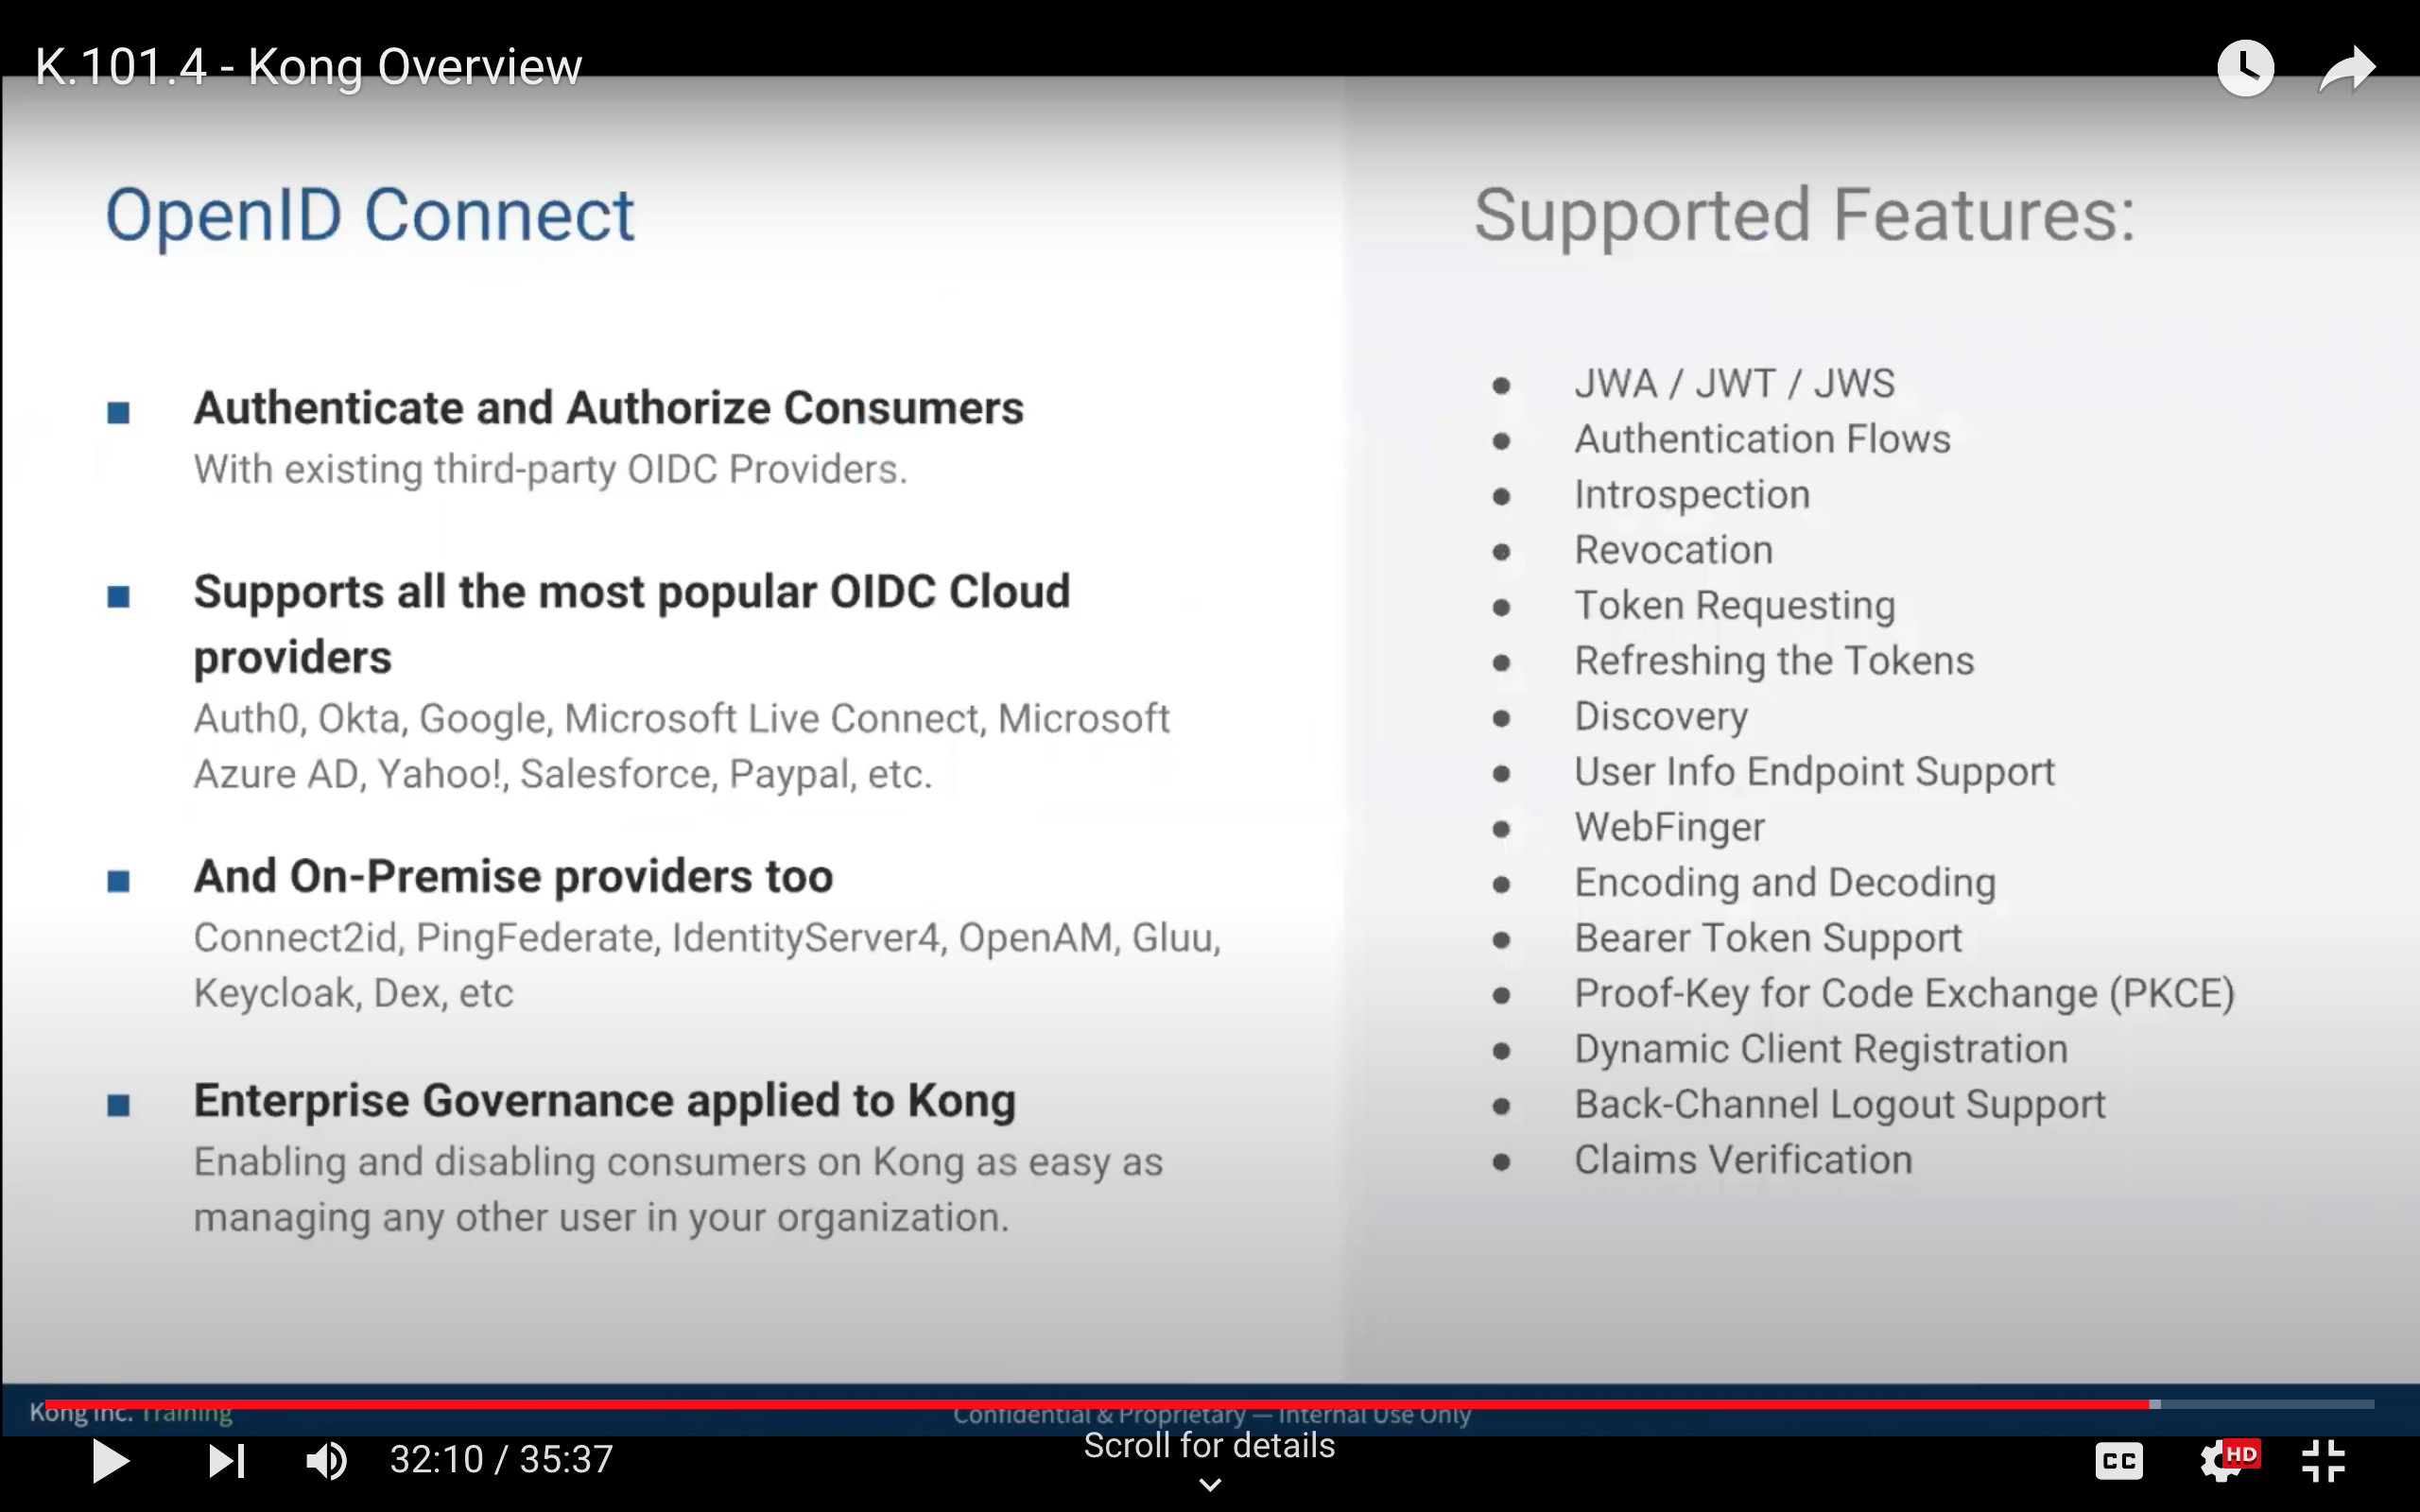 K.101.4 - Kong Overview
OpenID Connect
Authenticate and Authorize Consumers
With existing third-party OIDC Providers.
Supports all the most popular OIDC Cloud
providers
Auth0, Okta, Google, Microsoft Live Connect, Microsoft
Azure AD, Yahoo!, Salesforce, Paypal, etc.
And On-Premise providers too
Connect2id, PingFederate, IdentityServer4, OpenAM, Gluu,
Keycloak, Dex, etc
Enterprise Governance applied to Kong
Enabling and disabling consumers on Kong as easy as
managing any other user in your organization.
Supported Features:
JWA / JWT / JWS
Authentication Flows
Introspection
Revocation
Token Requesting
Refreshing the Tokens
Discovery
User Info Endpoint Support
WebFinger
Encoding and Decoding
Bearer Token Support
Proof-Key for Code Exchange (PKCE)
Dynamic Client Registration
Back-Channel Logout Support
Claims Verification
Kong Inc. Training
Confidential & Proprietary — Internal Use Only
32:10 / 35:37
Scroll for details
CC
HD